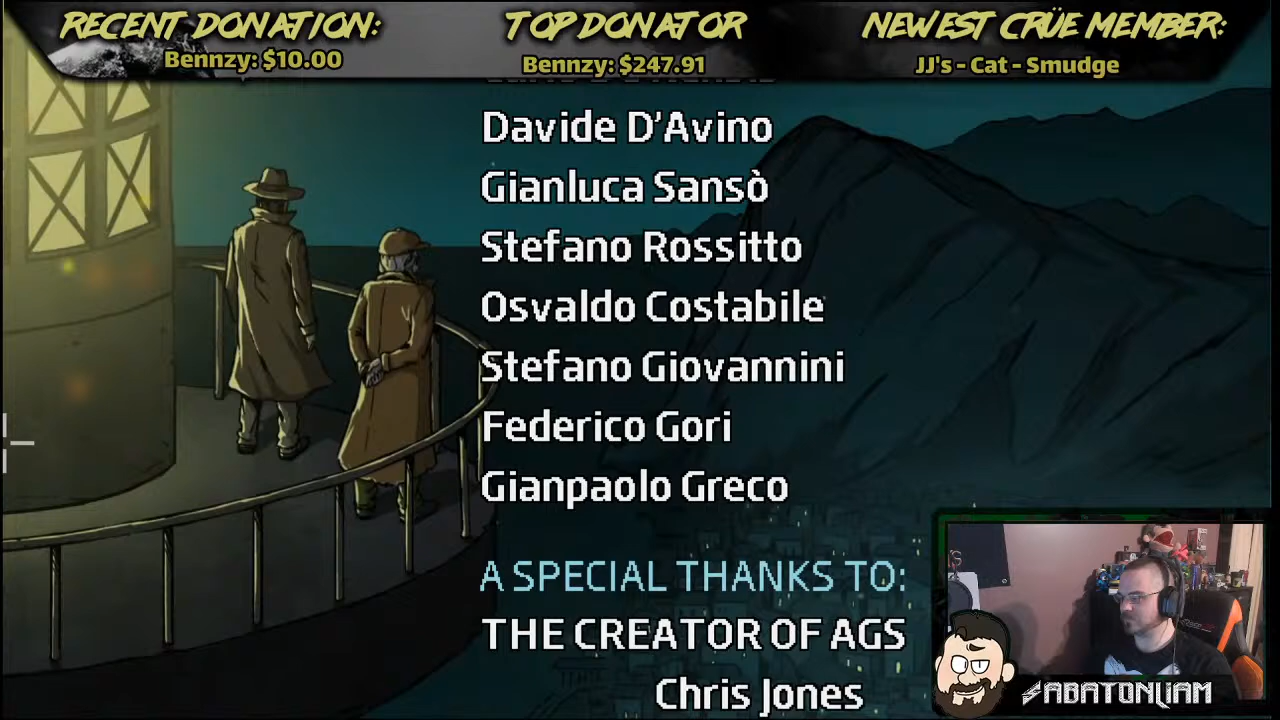 RECENT DONATION:
Bennzy: $10.00
TOP DONATOR
Bennzy: $247.91
NEWEST CRÜE MEMBER:
JJ's - Cat - Smudge
Davide D'Avino
Gianluca Sansò
Stefano Rossitto
Osvaldo Costabile
Stefano Giovannini
Federico Gori
Gianpaolo Greco
A SPECIAL THANKS TO:
THE CREATOR OF AGS
Chris Jones
SABATONLIAM